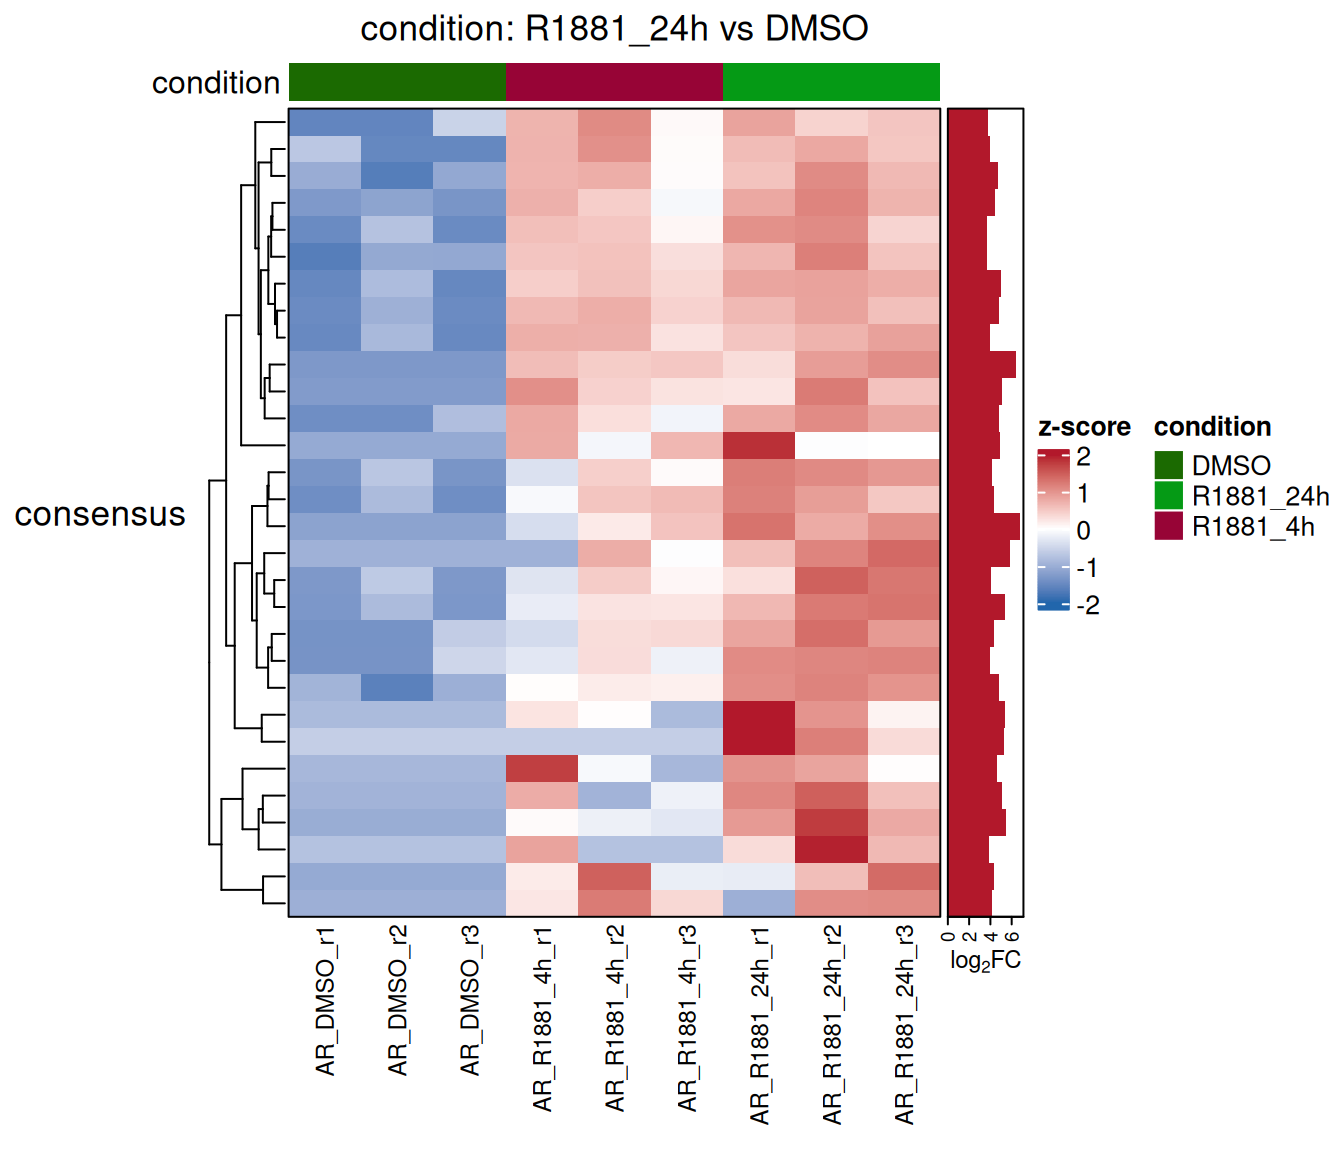 condition: R1881_24h vs DMSO
condition
consensus
z-score
2
1
0
-1
-2
condition
DMSO
R1881_24h
R1881_4h
0
2
4
6
log2FC
AR_DMSO_r1
AR_DMSO_r2
AR_DMSO_r3
AR_R1881_4h_r1
AR_R1881_4h_r2
AR_R1881_4h_r3
AR_R1881_24h_r1
AR_R1881_24h_r2
AR_R1881_24h_r3